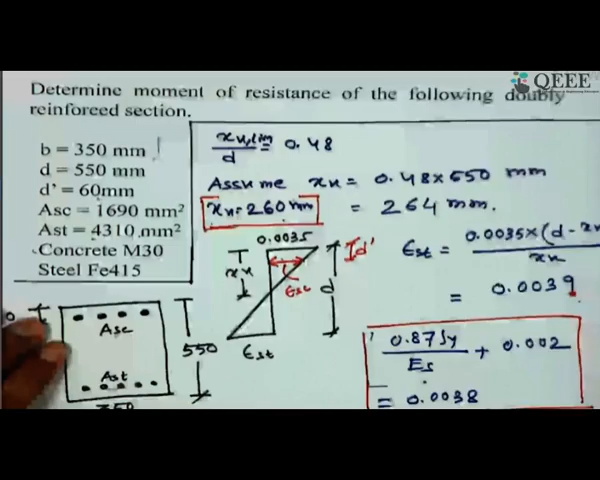 QEEE
Determine moment of resistance of the following doubly
reinforced section.
b = 350 mm
d = 550 mm
d' = 60mm
Asc = 1690 mm²
Ast = 4310 mm²
Concrete M30
Steel Fe415
xu,lim/d = 0.48
Assume xu = 0.48×550 mm
xu=260 mm = 264 mm.
0.0035
d'
xu
Esc
d
Est
Est = 0.0035×(d - xu)/xu
= 0.0039
0.87fy/Es + 0.002
= 0.0038
Asc
Ast
550
350